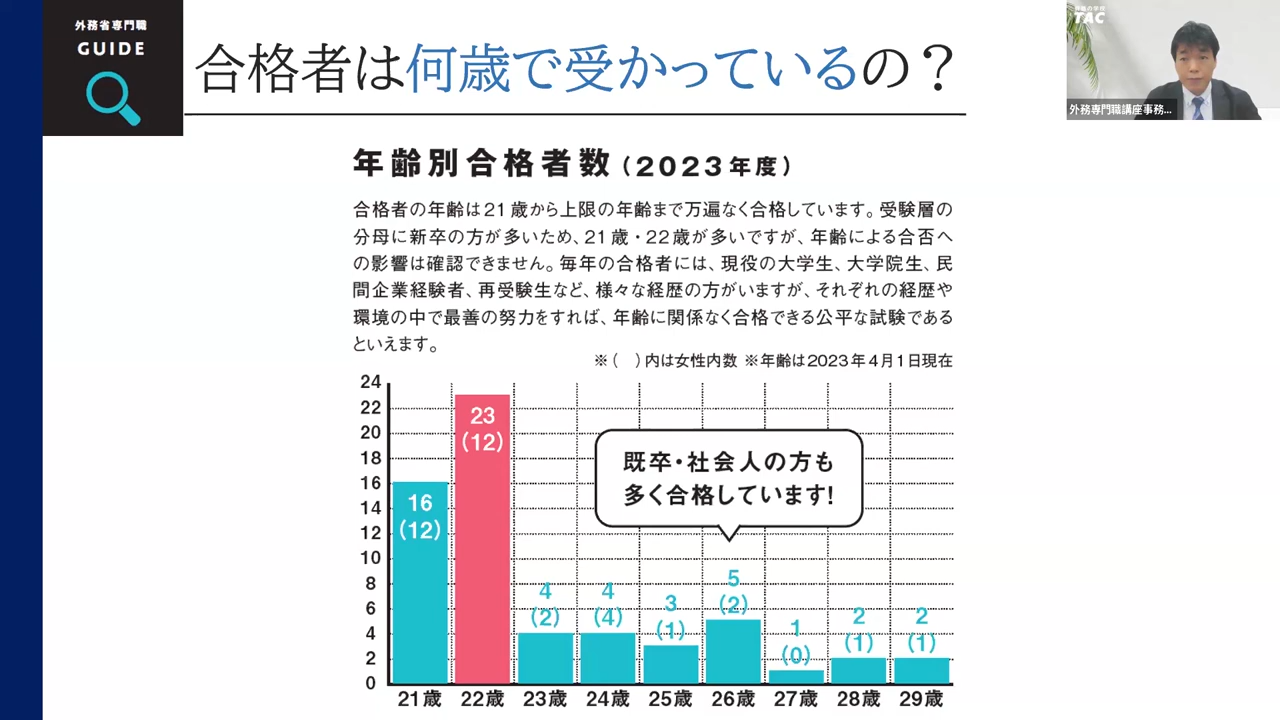 外務省専門職
GUIDE
合格者は何歳で受かっているの？
TAC
外務専門職講座事務...
年齢別合格者数（2023年度）
合格者の年齢は21歳から上限の年齢まで万遍なく合格しています。受験層の
分母に新卒の方が多いため、21歳・22歳が多いですが、年齢による合否へ
の影響は確認できません。毎年の合格者には、現役の大学生、大学院生、民
間企業経験者、再受験生など、様々な経歴の方がいますが、それぞれの経歴や
環境の中で最善の努力をすれば、年齢に関係なく合格できる公平な試験である
といえます。
※（　）内は女性内数 ※年齢は2023年4月1日現在
24
22
20
18
16
14
12
10
8
6
4
2
0
16
(12)
23
(12)
4
(2)
4
(4)
3
(1)
5
(2)
1
(0)
2
(1)
2
(1)
既卒・社会人の方も
多く合格しています!
21歳 22歳 23歳 24歳 25歳 26歳 27歳 28歳 29歳